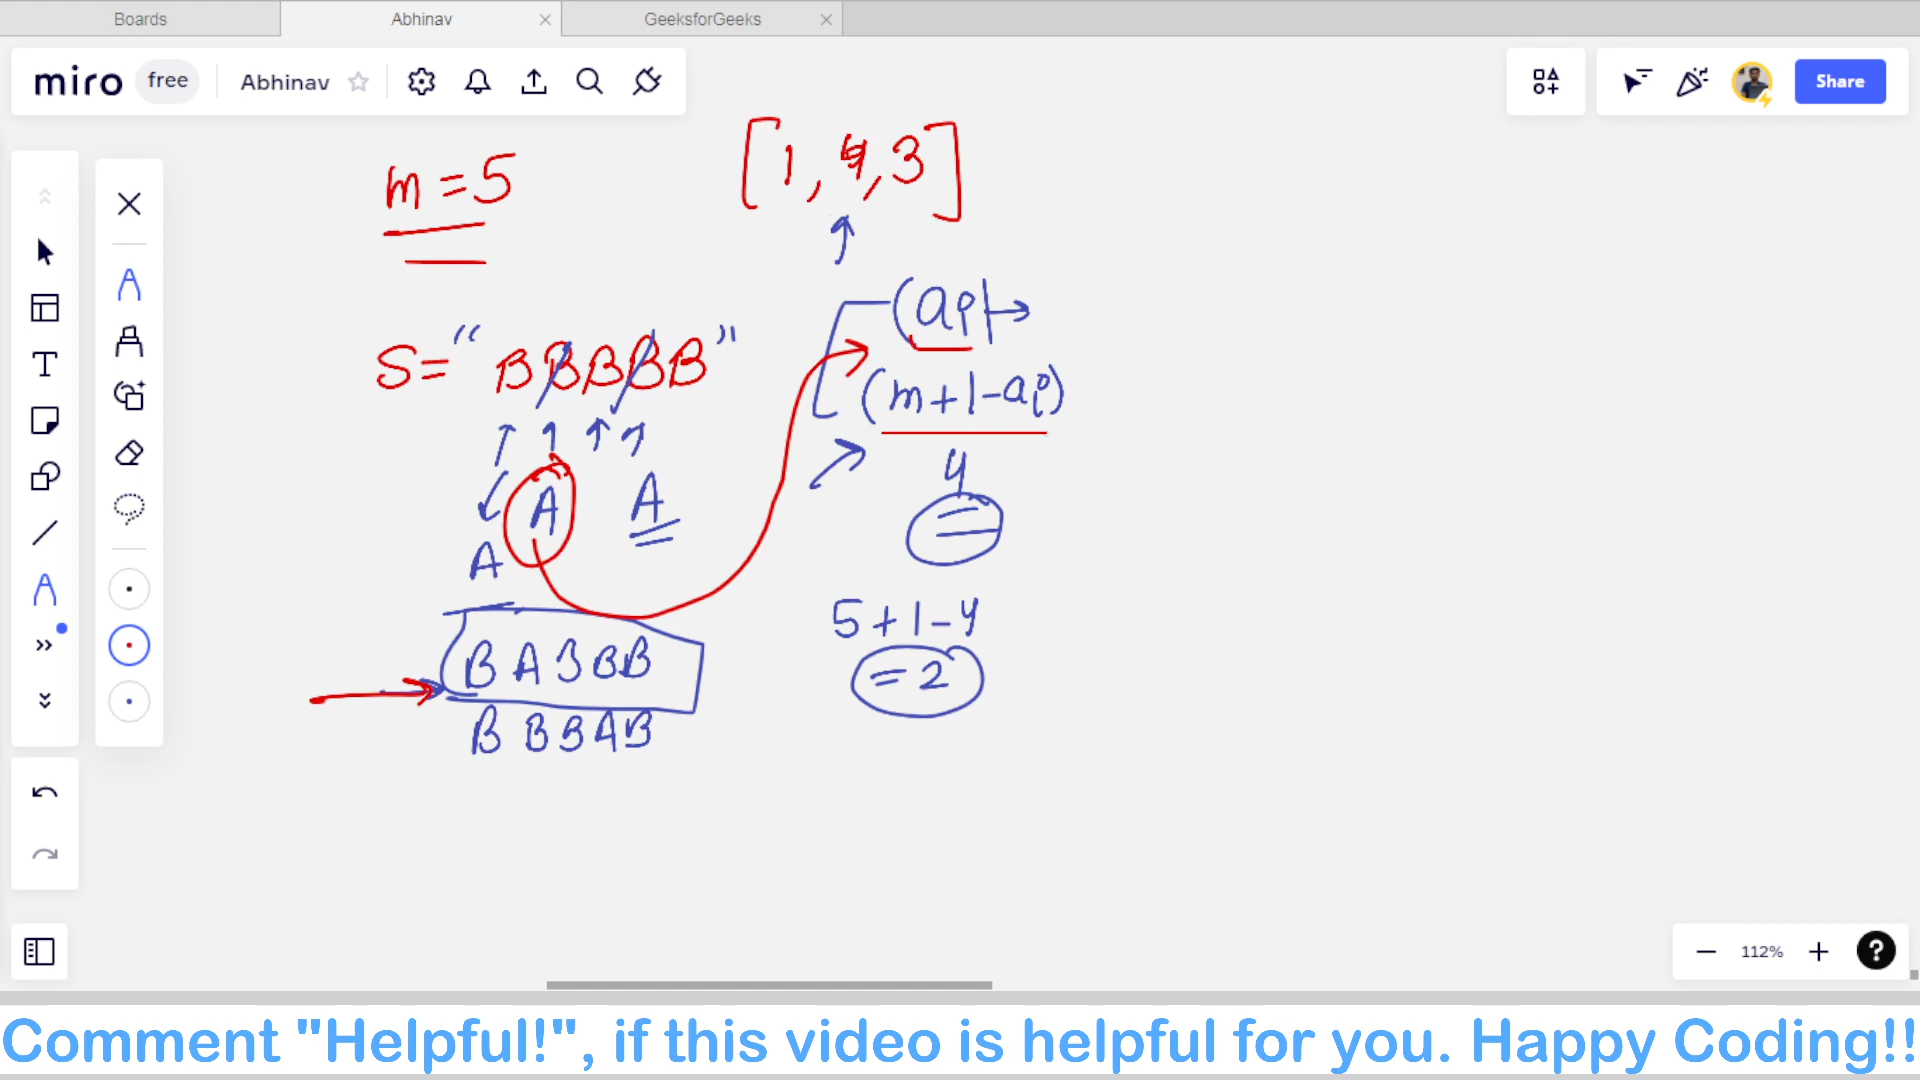 Boards Abhinav GeeksforGeeks
miro free Abhinav Share
m = 5 [1, 4, 3]
(ai)
S = "BBBBB"
(m+1-ai)
4
A A
A
5+1-4
BABBB = 2
BBBAB
112%
Comment "Helpful!", if this video is helpful for you. Happy Coding!!